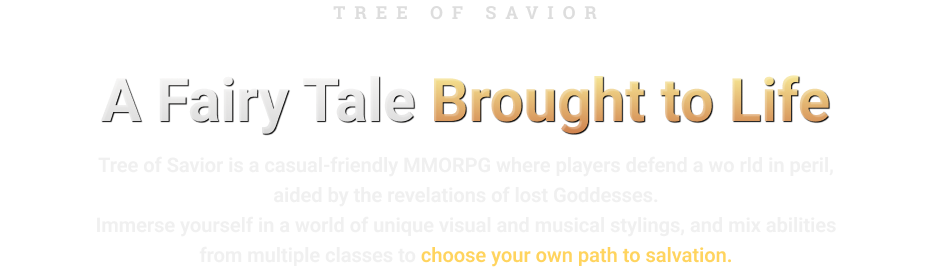 TREE OF SAVIOR
A Fairy Tale Brought to Life
Tree of Savior is a casual-friendly MMORPG where players defend a wo rld in peril,
aided by the revelations of lost Goddesses.
Immerse yourself in a world of unique visual and musical stylings, and mix abilities
from multiple classes to choose your own path to salvation.